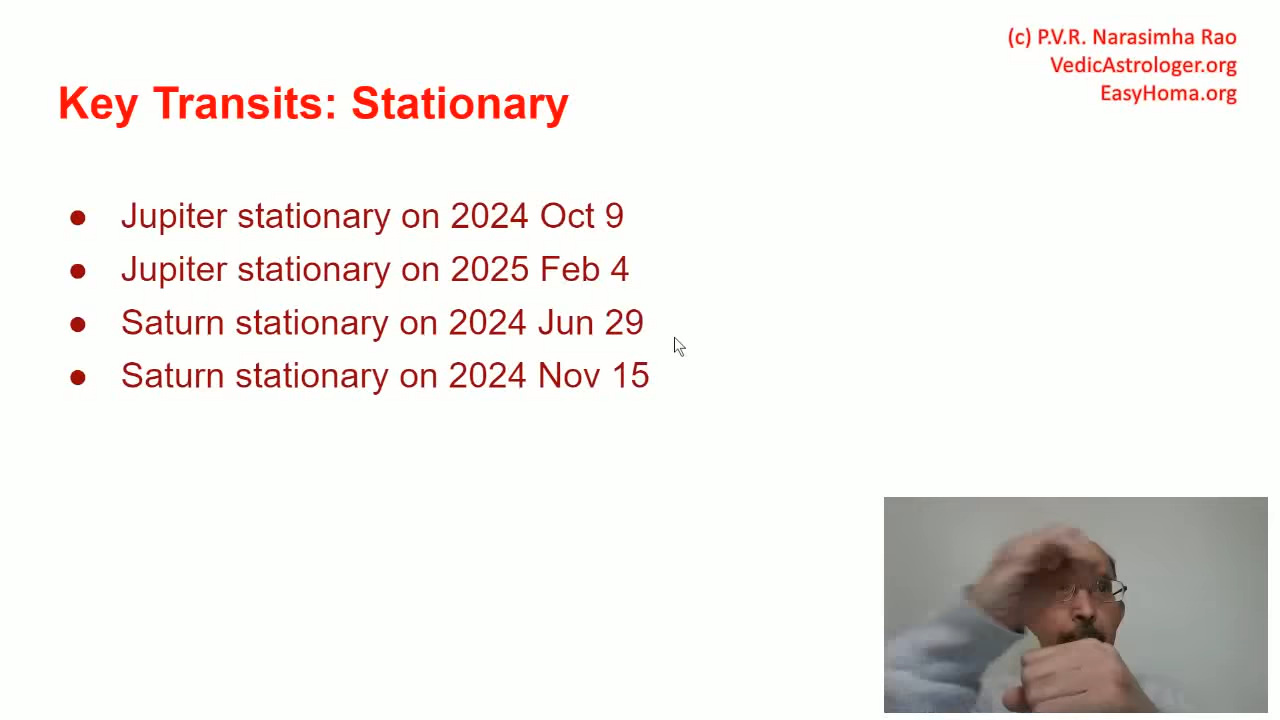 (c) P.V.R. Narasimha Rao
VedicAstrologer.org
EasyHoma.org
Key Transits: Stationary
● Jupiter stationary on 2024 Oct 9
● Jupiter stationary on 2025 Feb 4
● Saturn stationary on 2024 Jun 29
● Saturn stationary on 2024 Nov 15